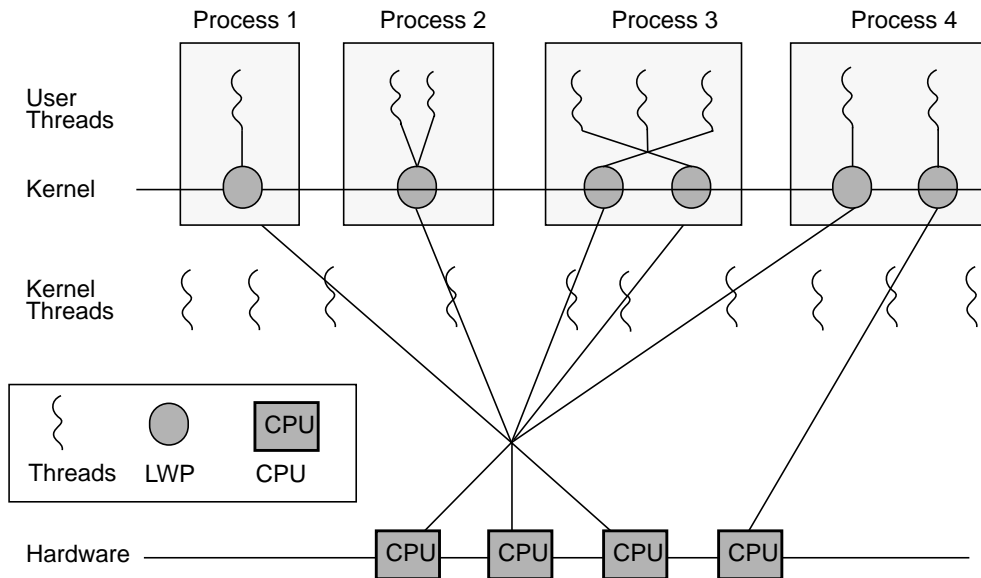 Process 1 Process 2 Process 3 Process 4
User
Threads
Kernel
Kernel
Threads
CPU
Threads LWP CPU
Hardware CPU CPU CPU CPU